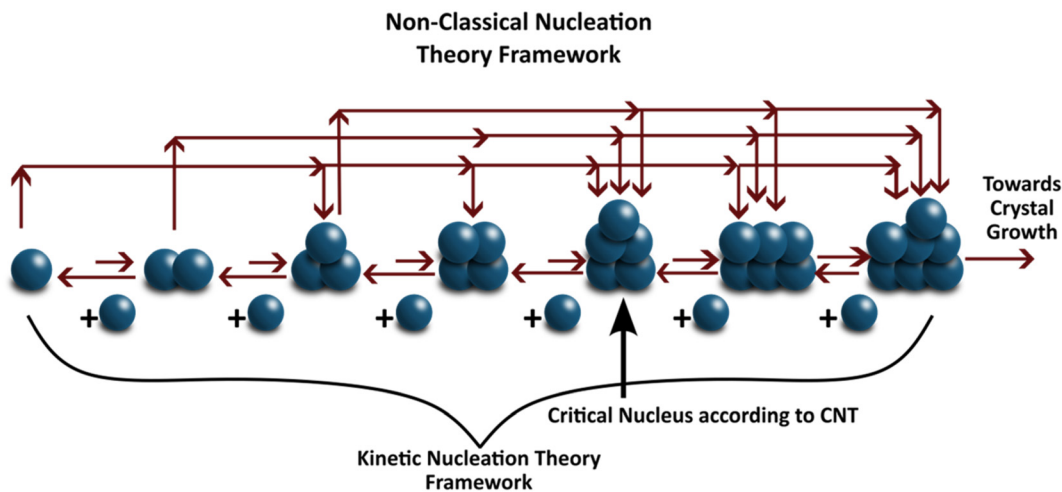 Non-Classical Nucleation
Theory Framework
Towards
Crystal
Growth
+
+
+
+
+
+
Critical Nucleus according to CNT
Kinetic Nucleation Theory
Framework